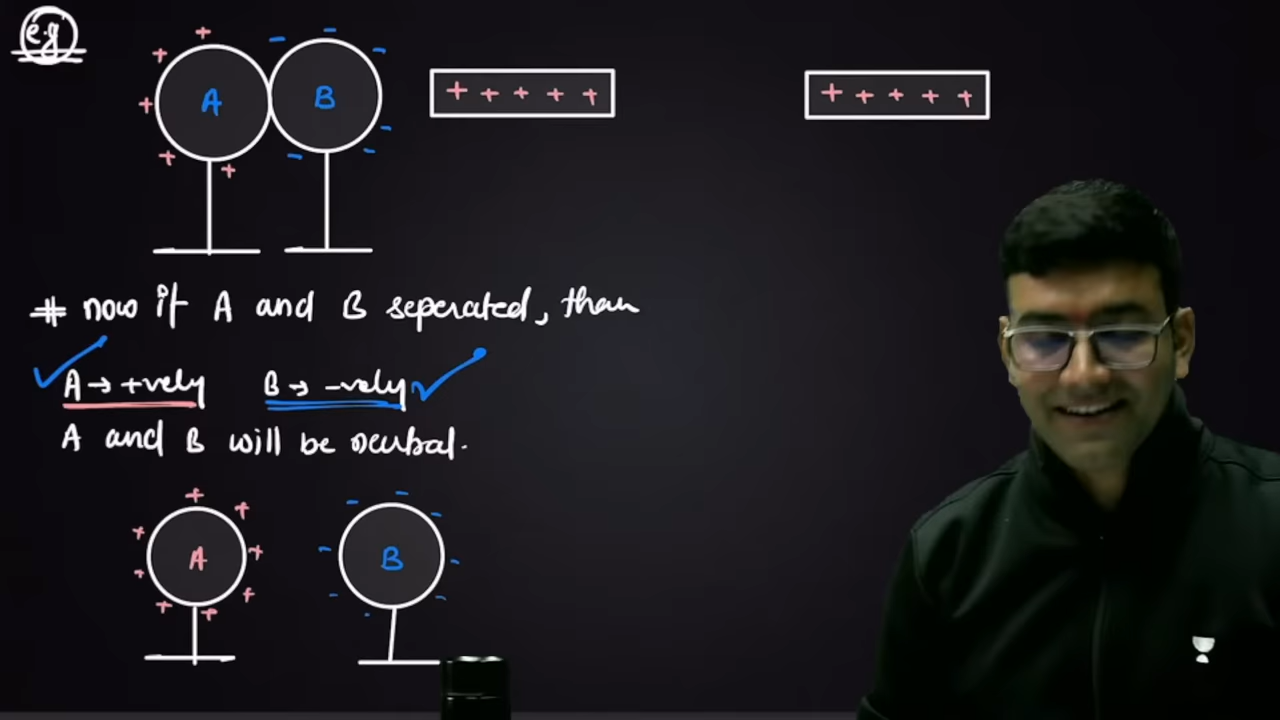 e.g
+ - - -
+ A B + + + + + + + + + +
+
+ + - - -
# now if A and B seperated, than
A → +vely B → -vely
A and B will be neutral.
+ + - - -
+ A + - B -
+ + + + - - -